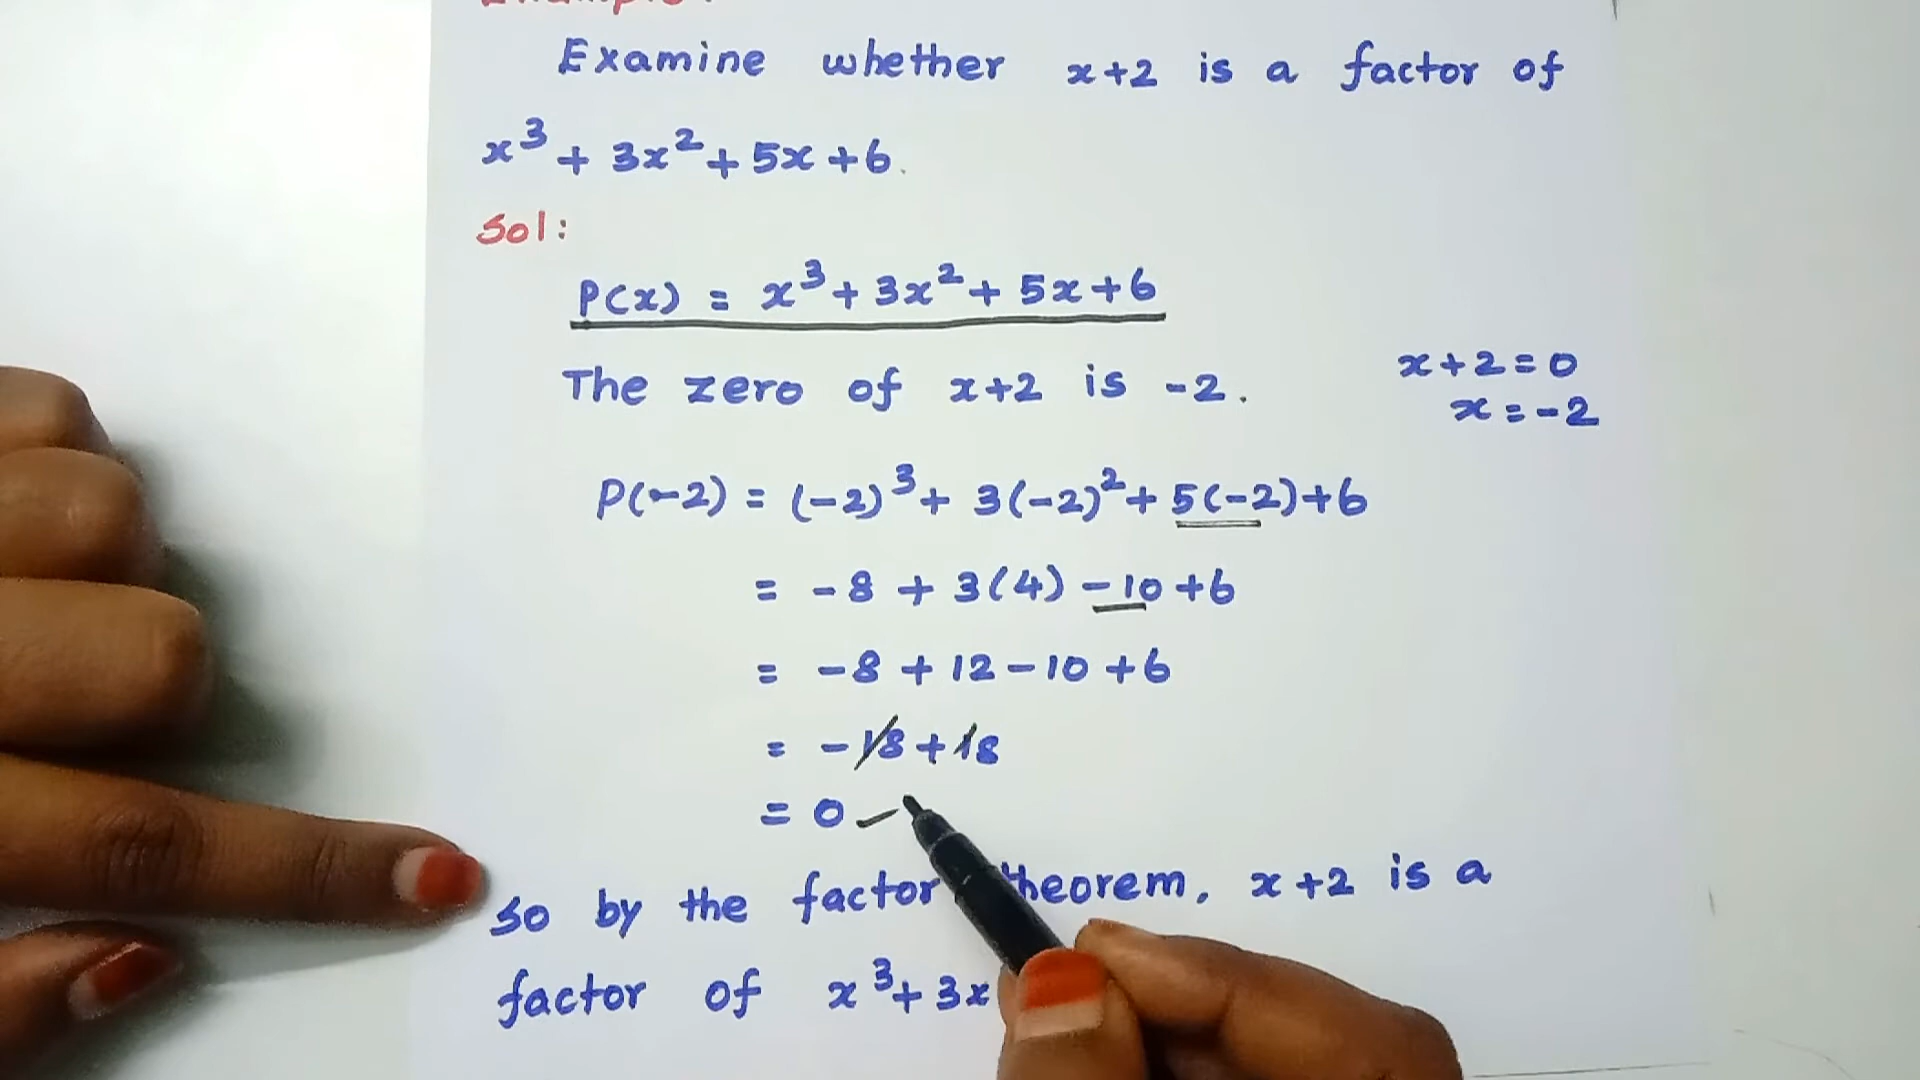 Example:
Examine whether x+2 is a factor of
x³ + 3x² + 5x + 6.
Sol:
P(x) = x³ + 3x² + 5x + 6
The zero of x+2 is -2.
x + 2 = 0
x = -2
P(-2) = (-2)³ + 3(-2)² + 5(-2) + 6
= -8 + 3(4) - 10 + 6
= -8 + 12 - 10 + 6
= -18 + 18
= 0
So by the factor theorem, x+2 is a
factor of x³ + 3x